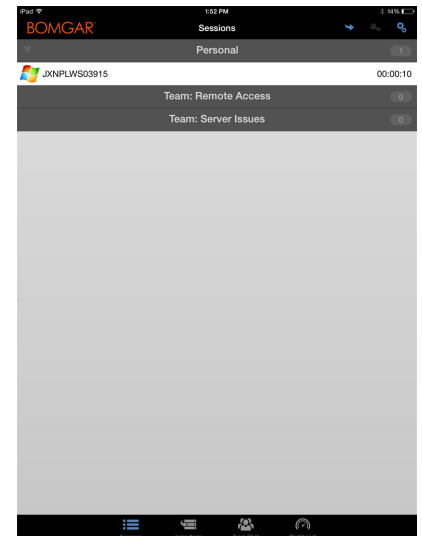 iPad 1:52 PM 14%
BOMGAR Sessions
Personal 1
JXNPLWS03915 00:00:10
Team: Remote Access 0
Team: Server Issues 0